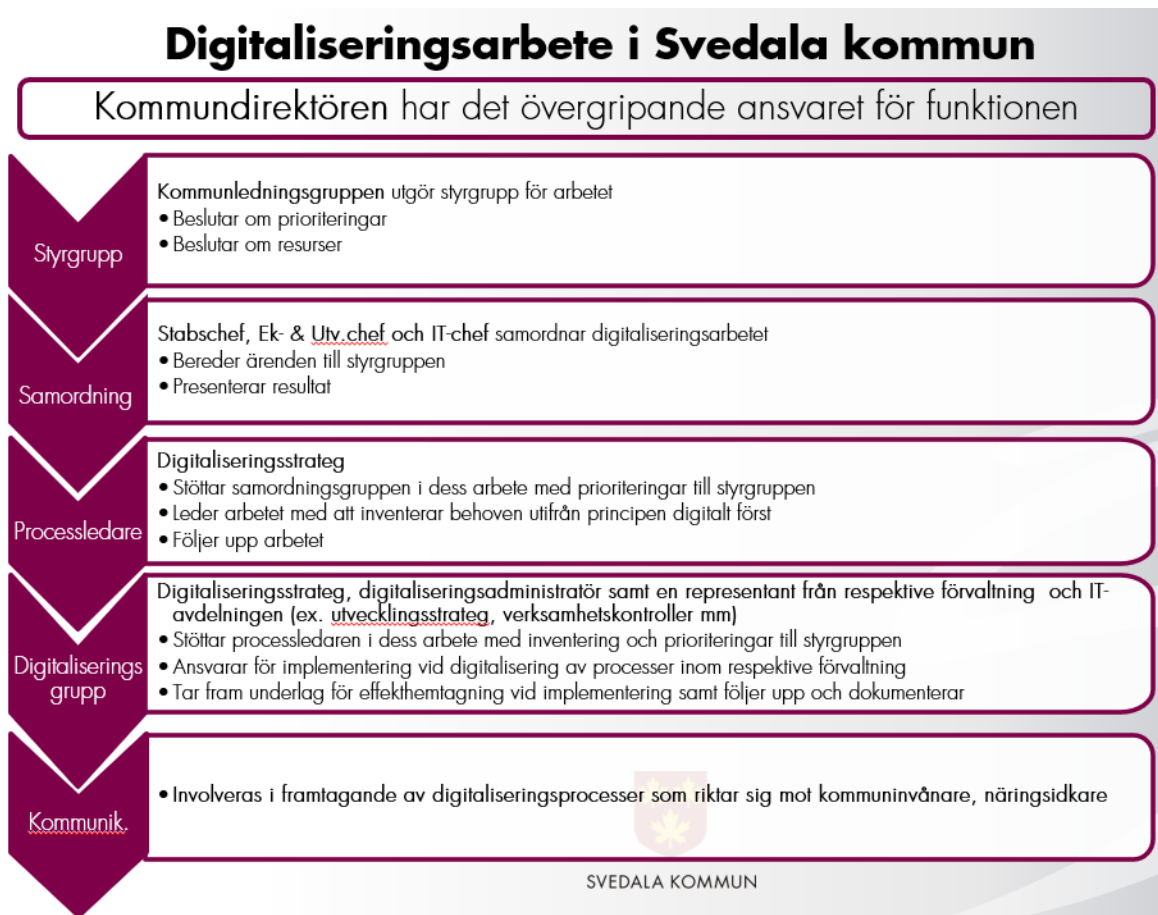 Digitaliseringsarbete i Svedala kommun
Kommundirektören har det övergripande ansvaret för funktionen
Styrgrupp
Kommunledningsgruppen utgör styrgrupp för arbetet
• Beslutar om prioriteringar
• Beslutar om resurser
Samordning
Stabschef, Ek- & Utv.chef och IT-chef samordnar digitaliseringsarbetet
• Bereder ärenden till styrgruppen
• Presenterar resultat
Processledare
Digitaliseringsstrateg
• Stöttar samordningsgruppen i dess arbete med prioriteringar till styrgruppen
• Leder arbetet med att inventerar behoven utifrån principen digitalt först
• Följer upp arbetet
Digitaliserings
grupp
Digitaliseringsstrateg, digitaliseringsadministratör samt en representant från respektive förvaltning och IT-
avdelningen (ex. utvecklingsstrateg, verksamhetskontroller mm)
• Stöttar processledaren i dess arbete med inventering och prioriteringar till styrgruppen
• Ansvarar för implementering vid digitalisering av processer inom respektive förvaltning
• Tar fram underlag för effekthemtagning vid implementering samt följer upp och dokumenterar
Kommunik.
• Involveras i framtagande av digitaliseringsprocesser som riktar sig mot kommuninvånare, näringsidkare
SVEDALA KOMMUN